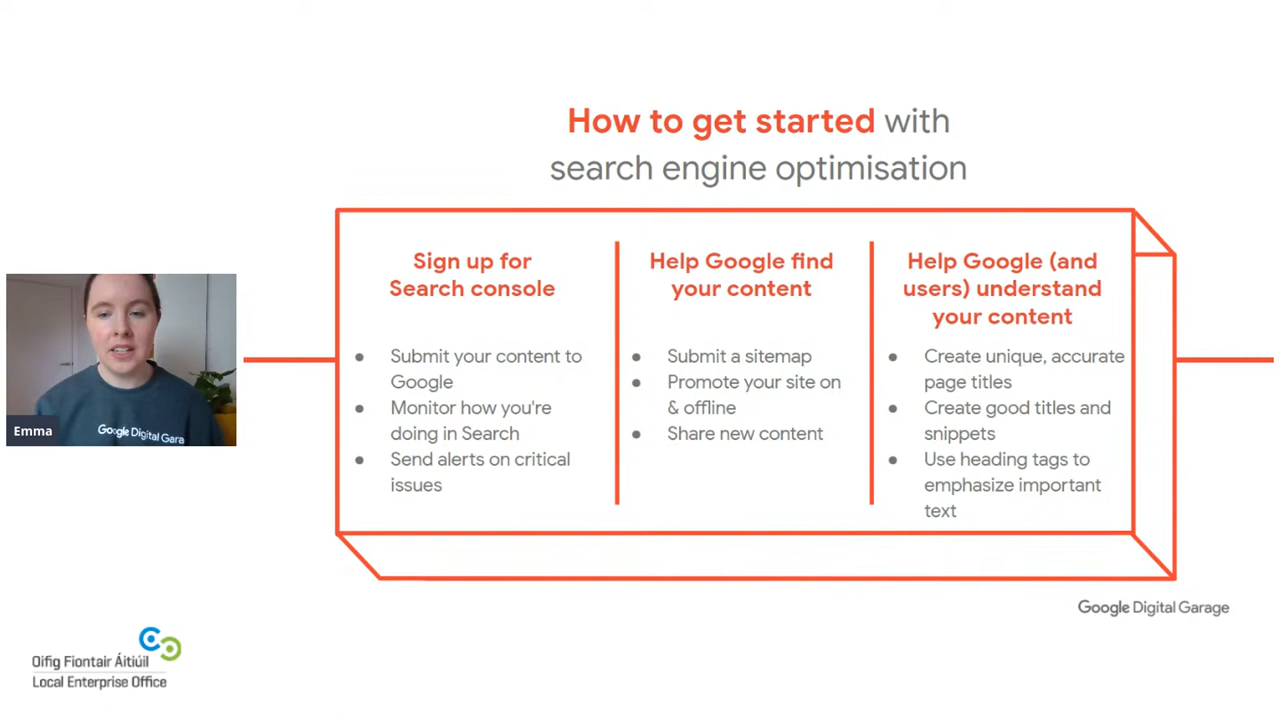 How to get started with
search engine optimisation
Sign up for
Search console
● Submit your content to
Google
● Monitor how you're
doing in Search
● Send alerts on critical
issues
Help Google find
your content
● Submit a sitemap
● Promote your site on
& offline
● Share new content
Help Google (and
users) understand
your content
● Create unique, accurate
page titles
● Create good titles and
snippets
● Use heading tags to
emphasize important
text
Emma
Google Digital Gara
Google Digital Garage
Oifig Fiontair Áitiúil
Local Enterprise Office